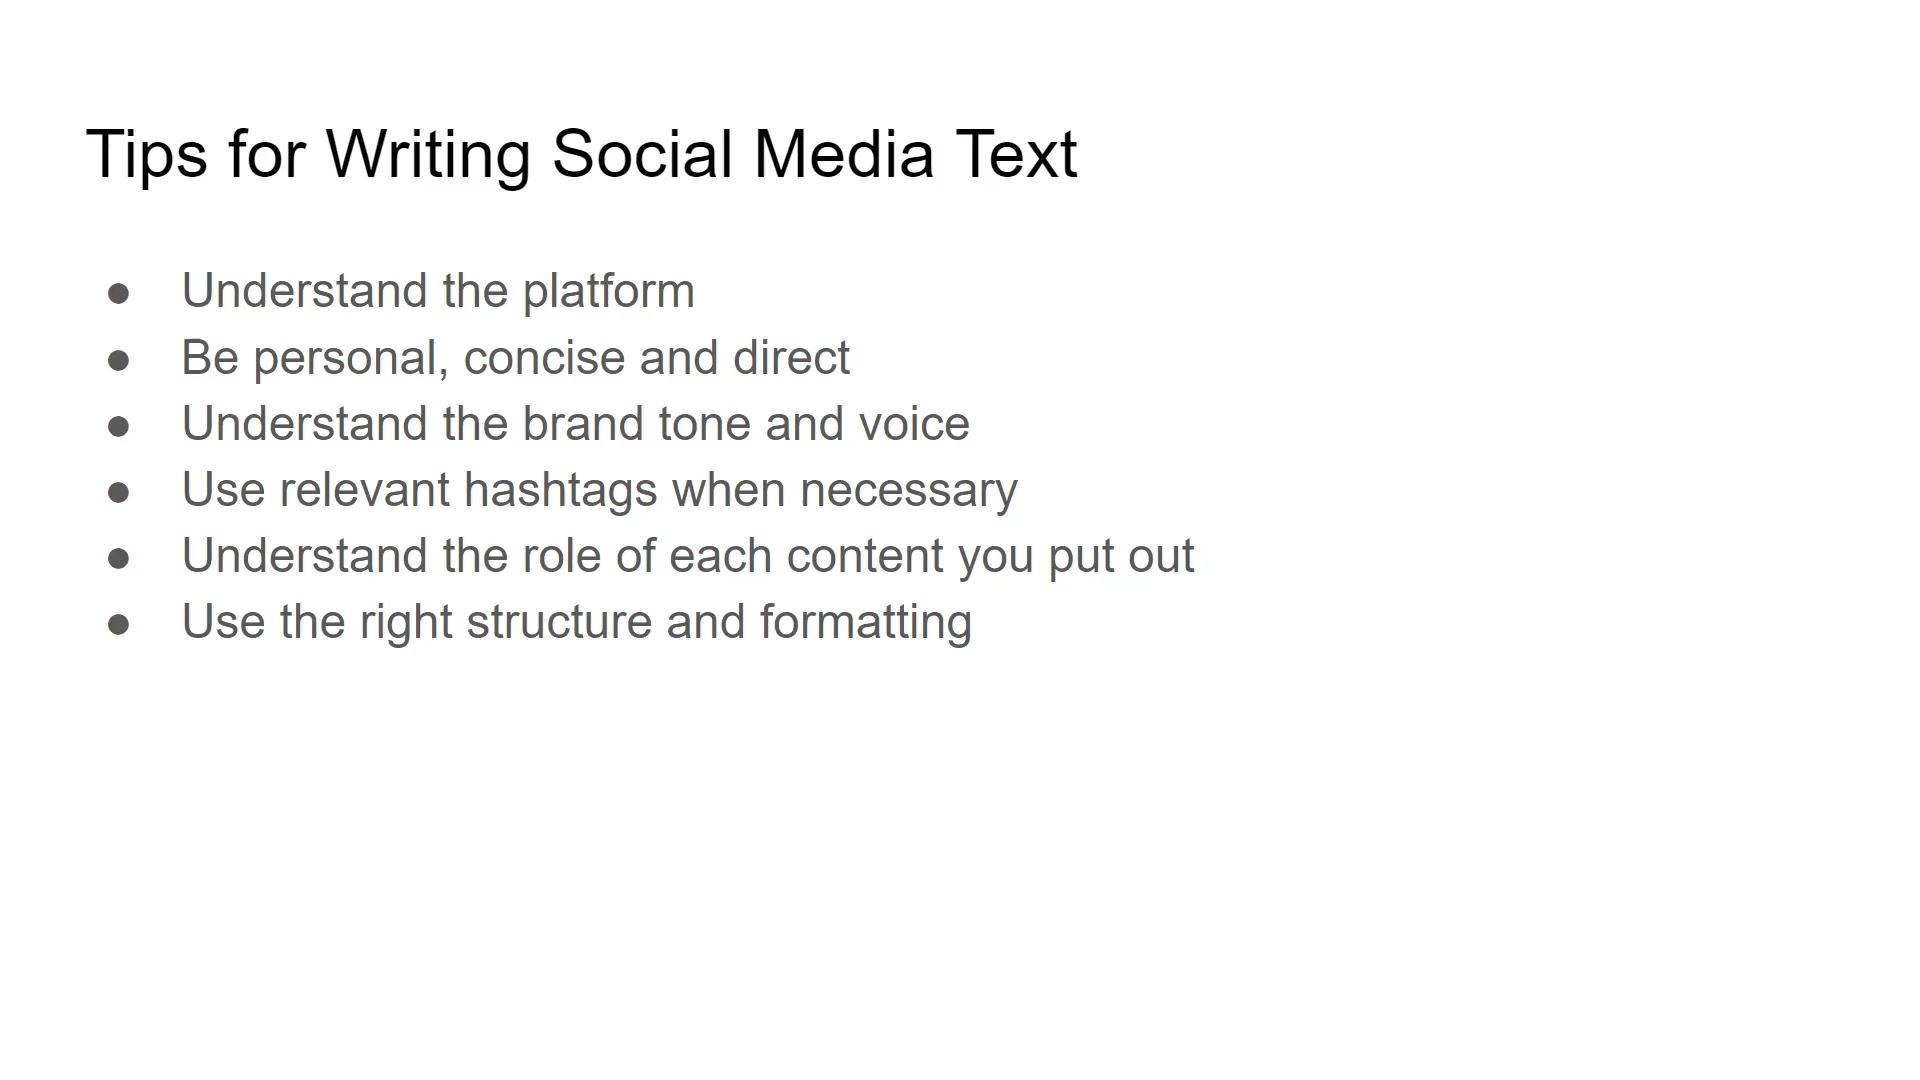 Tips for Writing Social Media Text
● Understand the platform
● Be personal, concise and direct
● Understand the brand tone and voice
● Use relevant hashtags when necessary
● Understand the role of each content you put out
● Use the right structure and formatting